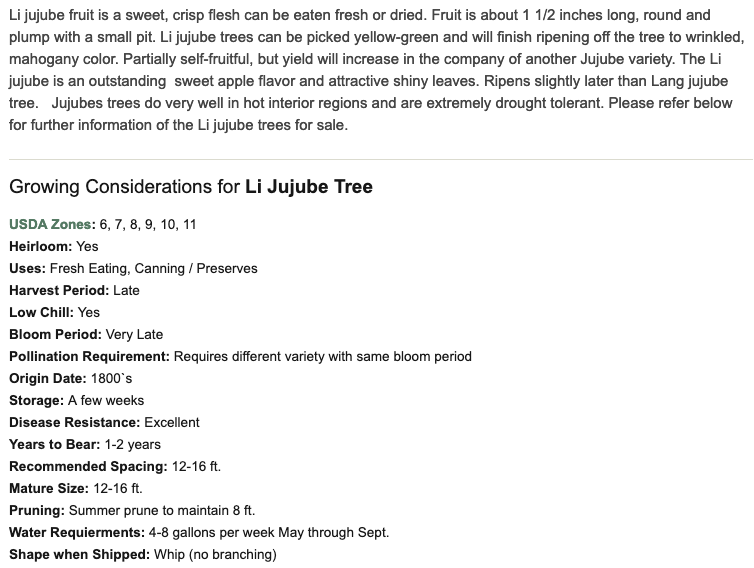 Li jujube fruit is a sweet, crisp flesh can be eaten fresh or dried. Fruit is about 1 1/2 inches long, round and
plump with a small pit. Li jujube trees can be picked yellow-green and will finish ripening off the tree to wrinkled,
mahogany color. Partially self-fruitful, but yield will increase in the company of another Jujube variety. The Li
jujube is an outstanding  sweet apple flavor and attractive shiny leaves. Ripens slightly later than Lang jujube
tree.   Jujubes trees do very well in hot interior regions and are extremely drought tolerant. Please refer below
for further information of the Li jujube trees for sale.
Growing Considerations for Li Jujube Tree
USDA Zones: 6, 7, 8, 9, 10, 11
Heirloom: Yes
Uses: Fresh Eating, Canning / Preserves
Harvest Period: Late
Low Chill: Yes
Bloom Period: Very Late
Pollination Requirement: Requires different variety with same bloom period
Origin Date: 1800`s
Storage: A few weeks
Disease Resistance: Excellent
Years to Bear: 1-2 years
Recommended Spacing: 12-16 ft.
Mature Size: 12-16 ft.
Pruning: Summer prune to maintain 8 ft.
Water Requierments: 4-8 gallons per week May through Sept.
Shape when Shipped: Whip (no branching)